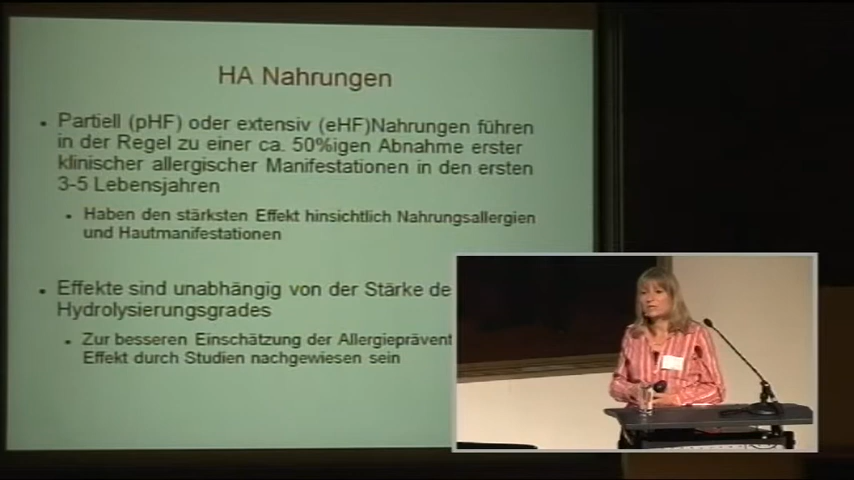 HA Nahrungen
• Partiell (pHF) oder extensiv (eHF)Nahrungen führen
in der Regel zu einer ca. 50%igen Abnahme erster
klinischer allergischer Manifestationen in den ersten
3-5 Lebensjahren
• Haben den stärksten Effekt hinsichtlich Nahrungsallergien
und Hautmanifestationen
• Effekte sind unabhängig von der Stärke de
Hydrolysierungsgrades
• Zur besseren Einschätzung der Allergiepråvent
Effekt durch Studien nachgewiesen sein